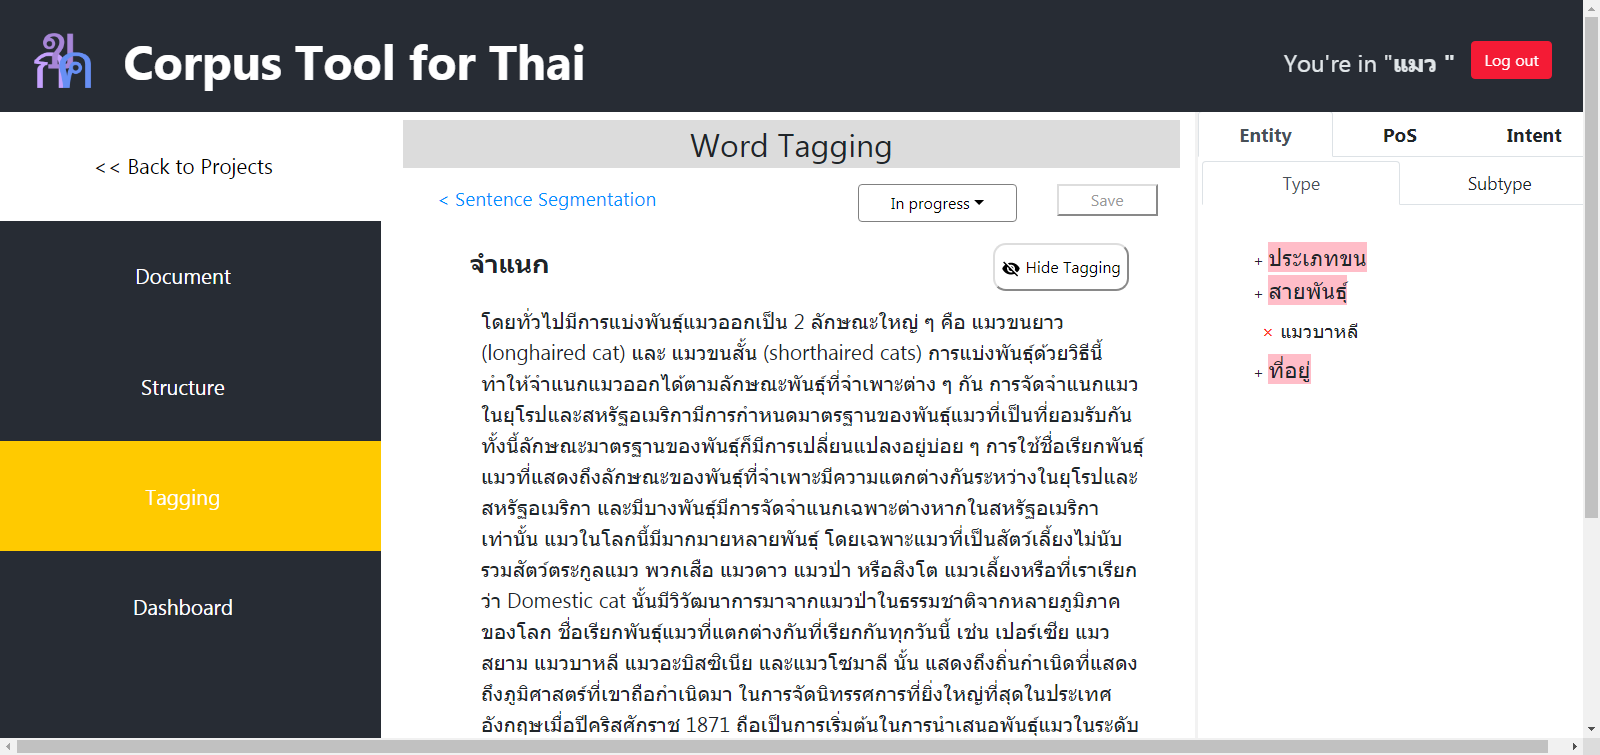 กขค
Corpus Tool for Thai
You're in "แมว "
Log out
<< Back to Projects
Document
Structure
Tagging
Dashboard
Word Tagging
< Sentence Segmentation
In progress
Save
จำแนก
Hide Tagging
โดยทั่วไปมีการแบ่งพันธุ์แมวออกเป็น 2 ลักษณะใหญ่ ๆ คือ แมวขนยาว
(longhaired cat) และ แมวขนสั้น (shorthaired cats) การแบ่งพันธุ์ด้วยวิธีนี้
ทำให้จำแนกแมวออกได้ตามลักษณะพันธุ์ที่จำเพาะต่าง ๆ กัน การจัดจำแนกแมว
ในยุโรปและสหรัฐอเมริกามีการกำหนดมาตรฐานของพันธุ์แมวที่เป็นที่ยอมรับกัน
ทั้งนี้ลักษณะมาตรฐานของพันธุ์ก็มีการเปลี่ยนแปลงอยู่บ่อย ๆ การใช้ชื่อเรียกพันธุ์
แมวที่แสดงถึงลักษณะของพันธุ์ที่จำเพาะมีความแตกต่างกันระหว่างในยุโรปและ
สหรัฐอเมริกา และมีบางพันธุ์มีการจัดจำแนกเฉพาะต่างหากในสหรัฐอเมริกา
เท่านั้น แมวในโลกนี้มีมากมายหลายพันธุ์ โดยเฉพาะแมวที่เป็นสัตว์เลี้ยงไม่นับ
รวมสัตว์ตระกูลแมว พวกเสือ แมวดาว แมวป่า หรือสิงโต แมวเลี้ยงหรือที่เราเรียก
ว่า Domestic cat นั้นมีวิวัฒนาการมาจากแมวป่าในธรรมชาติจากหลายภูมิภาค
ของโลก ชื่อเรียกพันธุ์แมวที่แตกต่างกันที่เรียกกันทุกวันนี้ เช่น เปอร์เซีย แมว
สยาม แมวบาหลี แมวอะบิสซิเนีย และแมวโซมาลี นั้น แสดงถึงถิ่นกำเนิดที่แสดง
ถึงภูมิศาสตร์ที่เขาถือกำเนิดมา ในการจัดนิทรรศการที่ยิ่งใหญ่ที่สุดในประเทศ
อังกฤษเมื่อปีคริสศักราช 1871 ถือเป็นการเริ่มต้นในการนำเสนอพันธุ์แมวในระดับ
Entity
PoS
Intent
Type
Subtype
+ ประเภทขน
+ สายพันธุ์
× แมวบาหลี
+ ที่อยู่